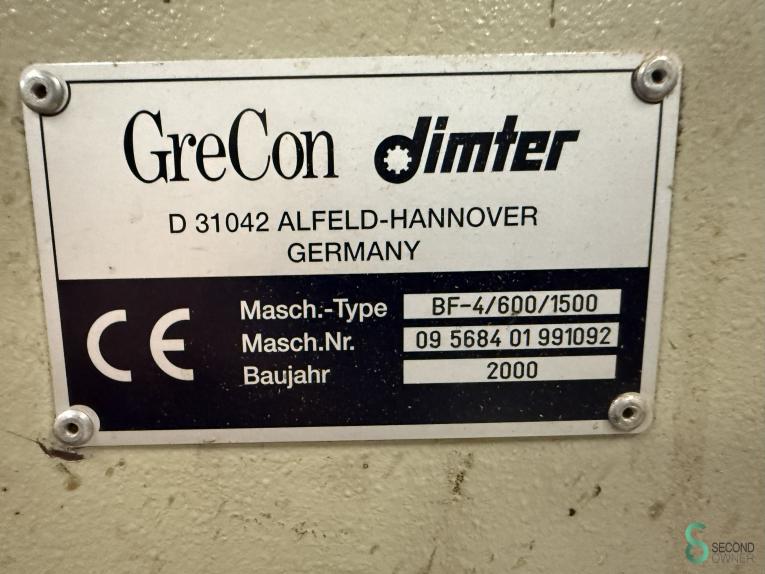 GreCon dimter
D 31042 ALFELD-HANNOVER
GERMANY
CE
Masch.-Type BF-4/600/1500
Masch.Nr. 09 5684 01 991092
Baujahr 2000
SECOND
OWNER